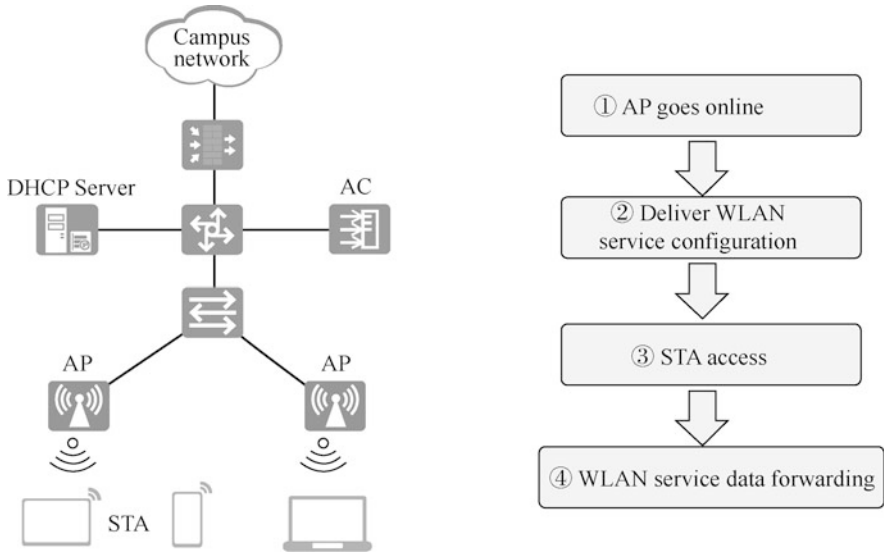 Campus
network
DHCP Server
AC
AP
AP
STA
① AP goes online
② Deliver WLAN
service configuration
③ STA access
④ WLAN service data forwarding